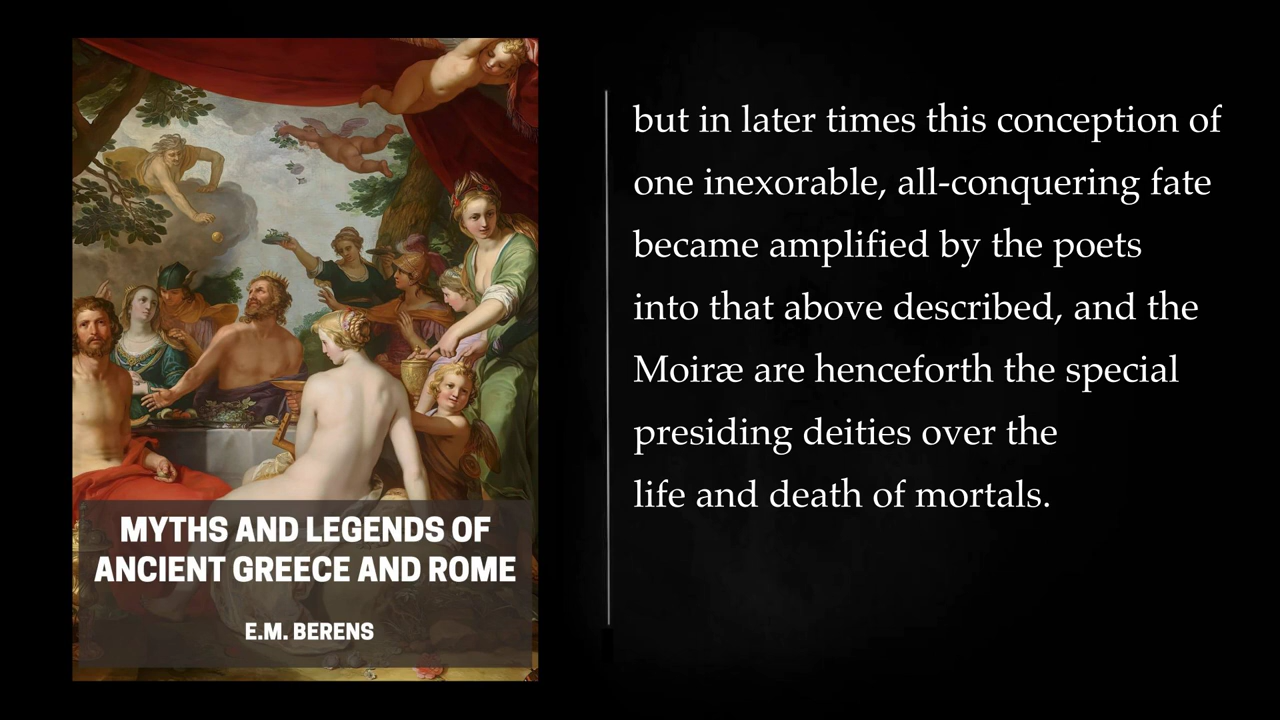 MYTHS AND LEGENDS OF
ANCIENT GREECE AND ROME
E.M. BERENS
but in later times this conception of
one inexorable, all-conquering fate
became amplified by the poets
into that above described, and the
Moiræ are henceforth the special
presiding deities over the
life and death of mortals.